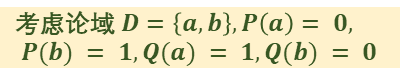 考虑论域 D = {a, b}, P(a) = 0,
P(b) = 1, Q(a) = 1, Q(b) = 0